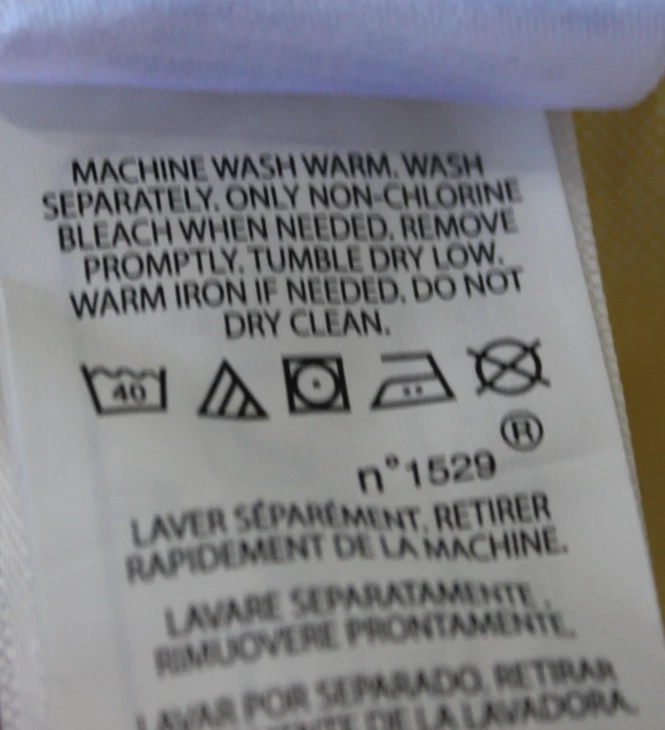 MACHINE WASH WARM. WASH
SEPARATELY. ONLY NON-CHLORINE
BLEACH WHEN NEEDED. REMOVE
PROMPTLY. TUMBLE DRY LOW.
WARM IRON IF NEEDED. DO NOT
DRY CLEAN.
40
®
n°1529
LAVER SÉPARÉMENT. RETIRER
RAPIDEMENT DE LA MACHINE.
LAVARE SEPARATAMENTE.
RIMUOVERE PRONTAMENTE.
LAVAR POR SEPARADO. RETIRAR
DE LA LAVADORA.